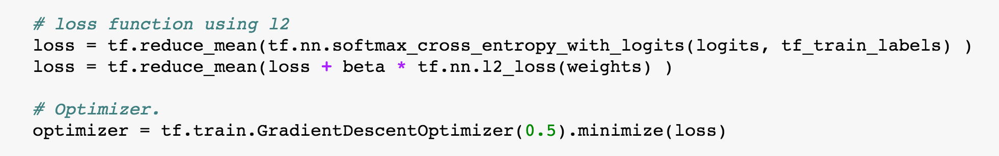 # loss function using l2
loss = tf.reduce_mean(tf.nn.softmax_cross_entropy_with_logits(logits, tf_train_labels) )
loss = tf.reduce_mean(loss + beta * tf.nn.l2_loss(weights) )
# Optimizer.
optimizer = tf.train.GradientDescentOptimizer(0.5).minimize(loss)